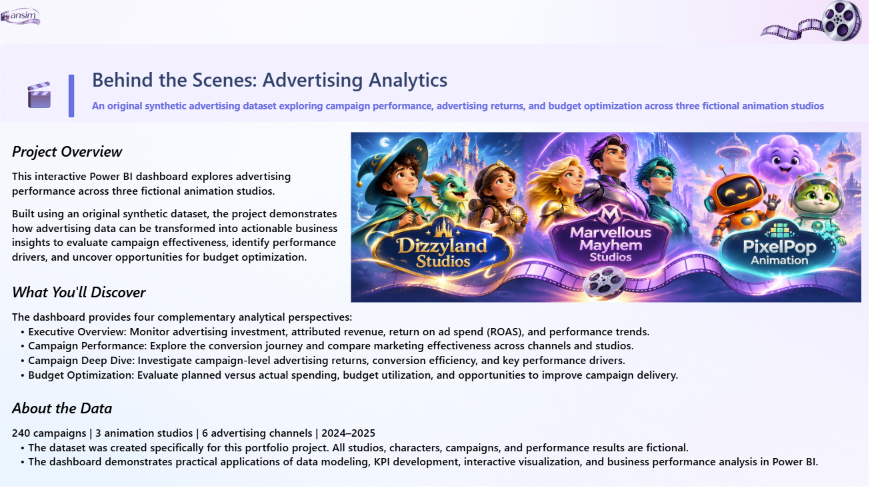 ansim
Behind the Scenes: Advertising Analytics
An original synthetic advertising dataset exploring campaign performance, advertising returns, and budget optimization across three fictional animation studios
Project Overview
This interactive Power BI dashboard explores advertising
performance across three fictional animation studios.
Built using an original synthetic dataset, the project demonstrates
how advertising data can be transformed into actionable business
insights to evaluate campaign effectiveness, identify performance
drivers, and uncover opportunities for budget optimization.
Dizzyland
Studios
M
Marvellous
Mayhem
Studios
PixelPop
Animation
What You'll Discover
The dashboard provides four complementary analytical perspectives:
• Executive Overview: Monitor advertising investment, attributed revenue, return on ad spend (ROAS), and performance trends.
• Campaign Performance: Explore the conversion journey and compare marketing effectiveness across channels and studios.
• Campaign Deep Dive: Investigate campaign-level advertising returns, conversion efficiency, and key performance drivers.
• Budget Optimization: Evaluate planned versus actual spending, budget utilization, and opportunities to improve campaign delivery.
About the Data
240 campaigns | 3 animation studios | 6 advertising channels | 2024–2025
• The dataset was created specifically for this portfolio project. All studios, characters, campaigns, and performance results are fictional.
• The dashboard demonstrates practical applications of data modeling, KPI development, interactive visualization, and business performance analysis in Power BI.